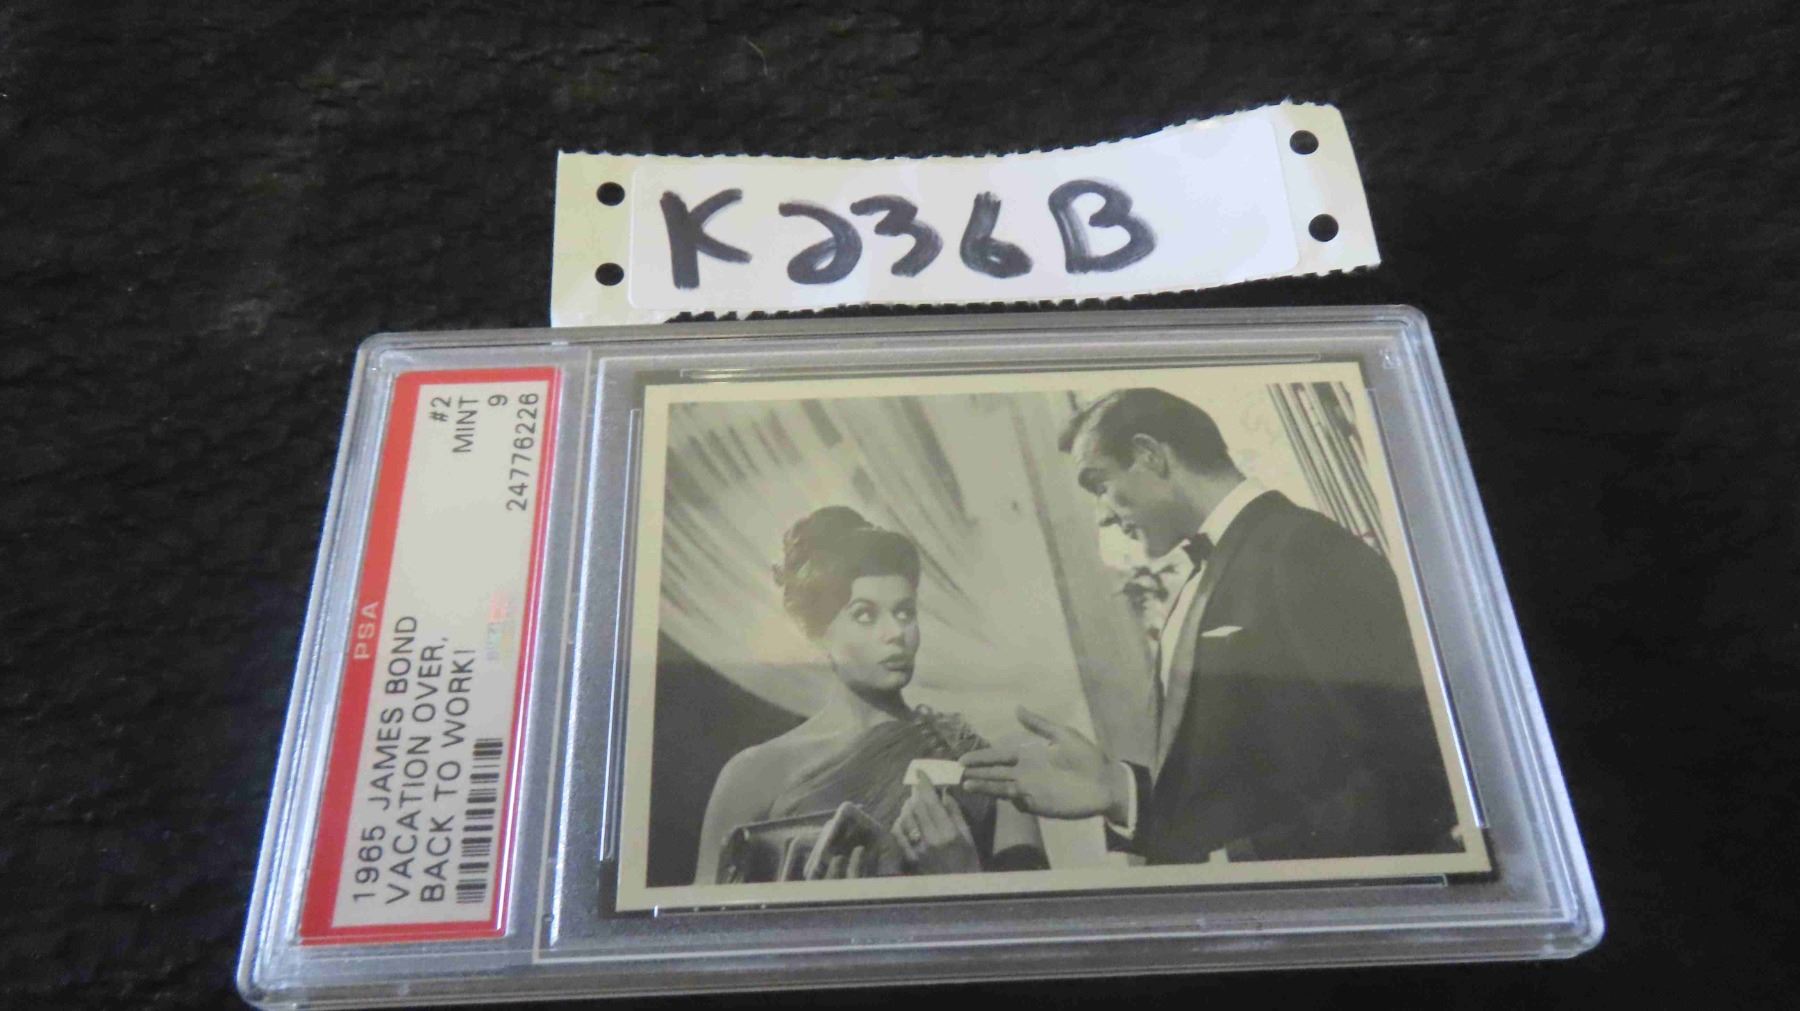 K236B
PSA
1965 JAMES BOND #2
VACATION OVER, MINT
BACK TO WORK! 9
24776226